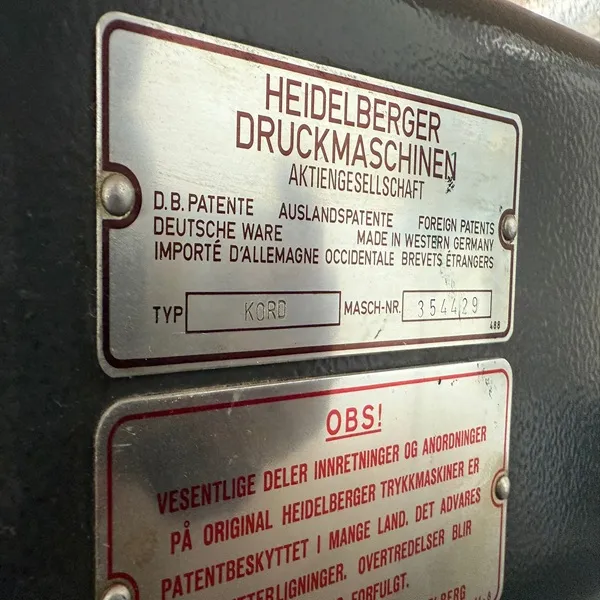 HEIDELBERGER
DRUCKMASCHINEN
AKTIENGESELLSCHAFT
D.B. PATENTE AUSLANDSPATENTE FOREIGN PATENTS
DEUTSCHE WARE MADE IN WESTERN GERMANY
IMPORTÉ D'ALLEMAGNE OCCIDENTALE BREVETS ÉTRANGERS
TYP KORD MASCH-NR. 354429
488
OBS!
VESENTLIGE DELER INNRETNINGER OG ANORDNINGER
PÅ ORIGINAL HEIDELBERGER TRYKKMASKINER ER
PATENTBESKYTTET I MANGE LAND. DET ADVARES
OVERTREDELSER BLIR
FORFULGT.